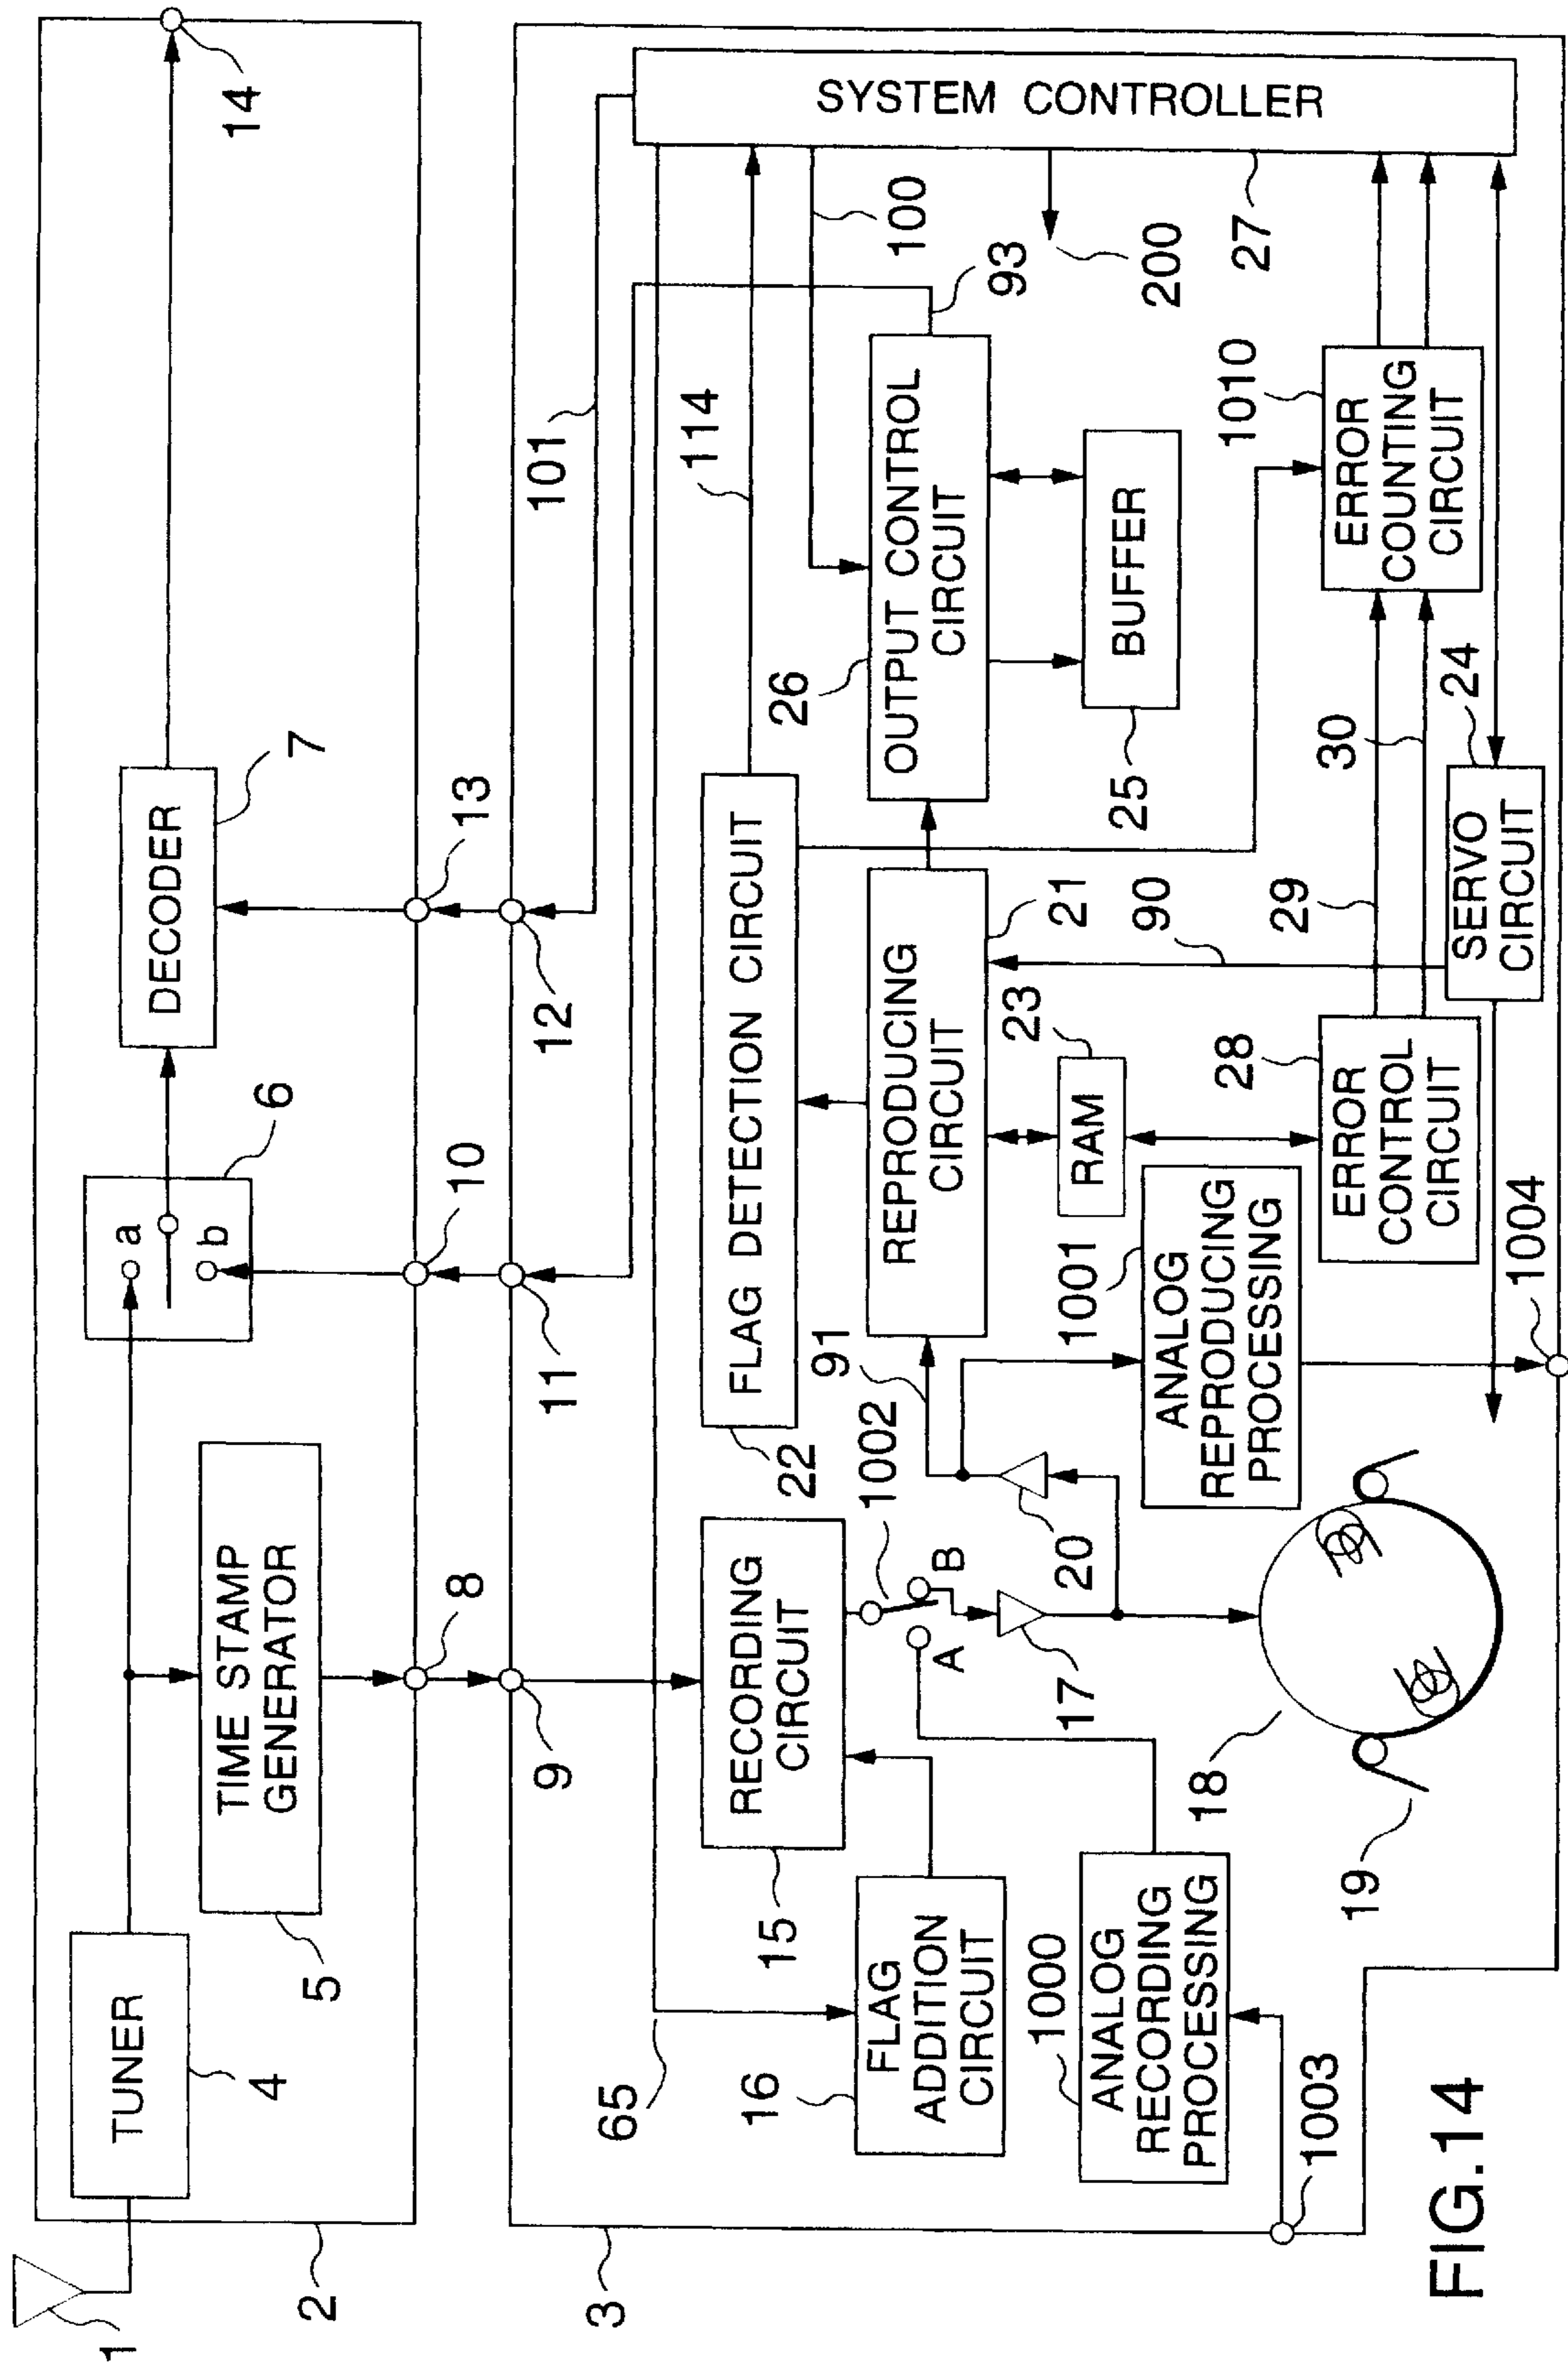 1
2
TUNER
4
TIME STAMP
GENERATOR
5
a
b
6
DECODER
7
14
8
10
13
9
11
12
101
3
65
SYSTEM CONTROLLER
27
RECORDING
CIRCUIT
15
FLAG
ADDITION
CIRCUIT
16
ANALOG
RECORDING
PROCESSING
1000
1003
A
B
1002
17
20
91
18
19
FLAG DETECTION CIRCUIT
22
114
100
93
200
REPRODUCING
CIRCUIT
21
OUTPUT CONTROL
CIRCUIT
26
BUFFER
25
RAM
23
90
ANALOG
REPRODUCING
PROCESSING
1001
ERROR
CONTROL
CIRCUIT
28
29
30
ERROR
COUNTING
CIRCUIT
1010
SERVO
CIRCUIT
24
1004
FIG.14